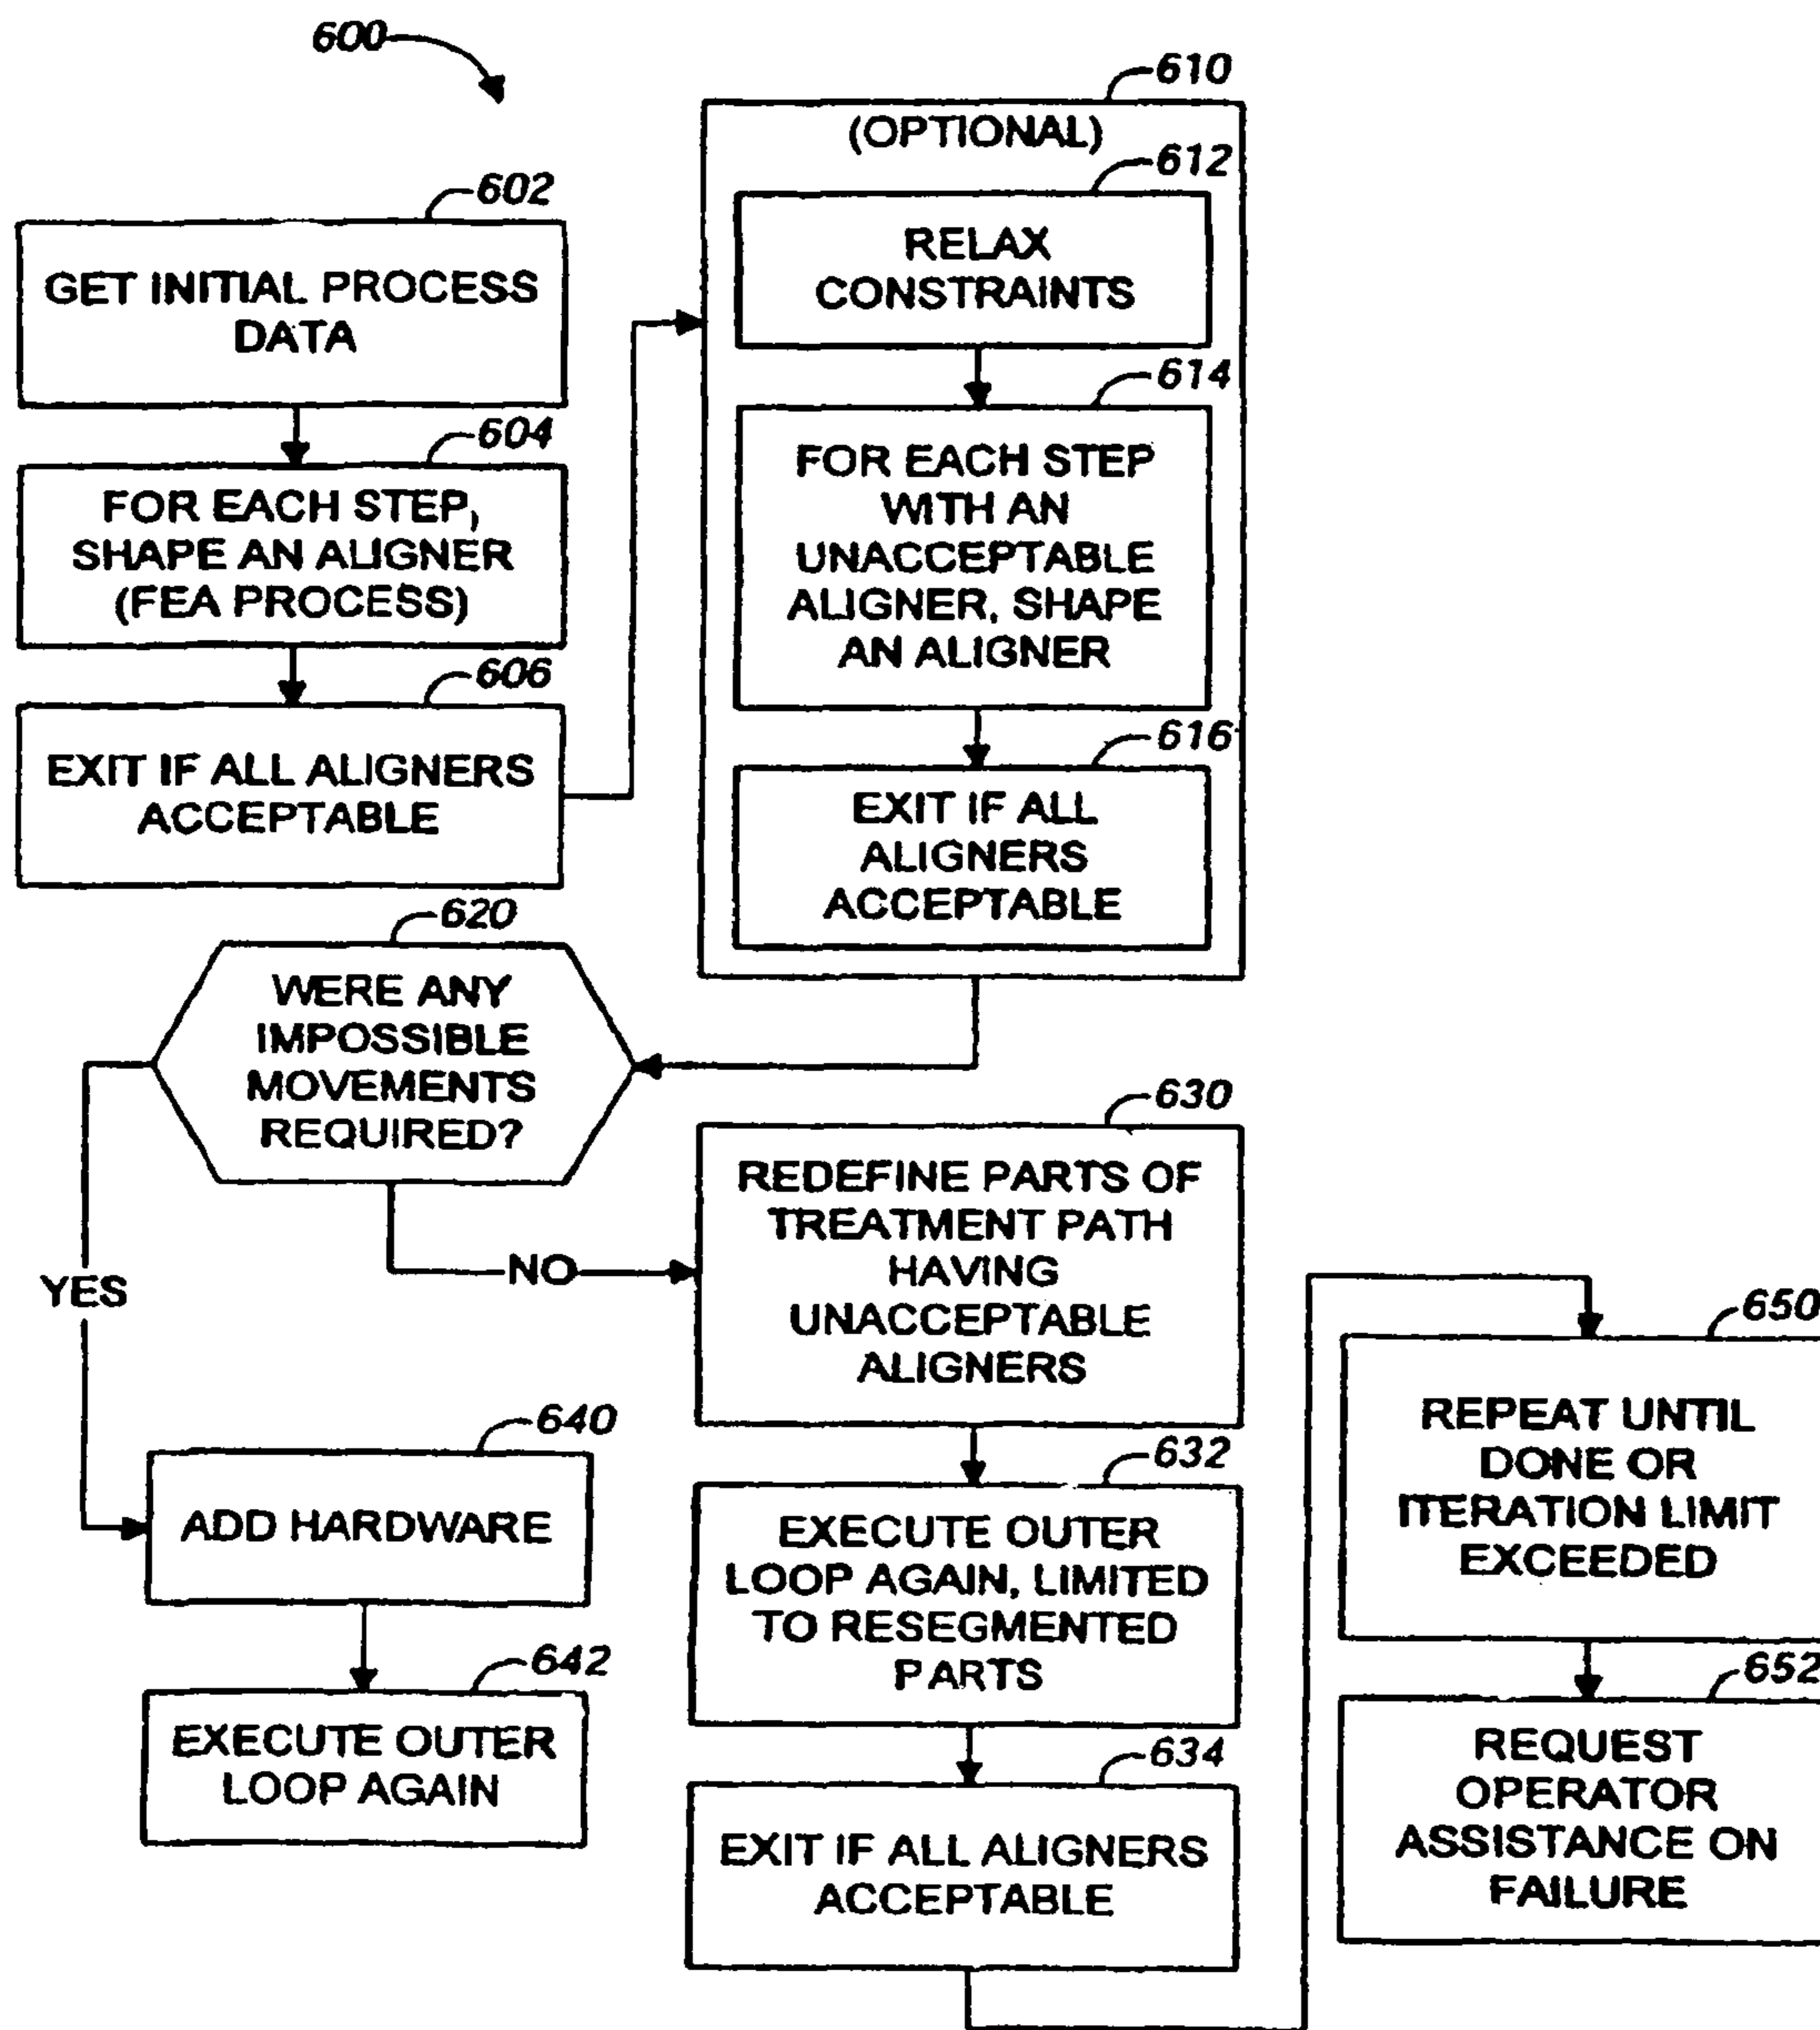 600
602
GET INITIAL PROCESS
DATA
604
FOR EACH STEP,
SHAPE AN ALIGNER
(FEA PROCESS)
606
EXIT IF ALL ALIGNERS
ACCEPTABLE
610
(OPTIONAL)
612
RELAX
CONSTRAINTS
614
FOR EACH STEP
WITH AN
UNACCEPTABLE
ALIGNER, SHAPE
AN ALIGNER
616
EXIT IF ALL
ALIGNERS
ACCEPTABLE
620
WERE ANY
IMPOSSIBLE
MOVEMENTS
REQUIRED?
YES
NO
640
ADD HARDWARE
642
EXECUTE OUTER
LOOP AGAIN
630
REDEFINE PARTS OF
TREATMENT PATH
HAVING
UNACCEPTABLE
ALIGNERS
632
EXECUTE OUTER
LOOP AGAIN, LIMITED
TO RESEGMENTED
PARTS
634
EXIT IF ALL ALIGNERS
ACCEPTABLE
650
REPEAT UNTIL
DONE OR
ITERATION LIMIT
EXCEEDED
652
REQUEST
OPERATOR
ASSISTANCE ON
FAILURE